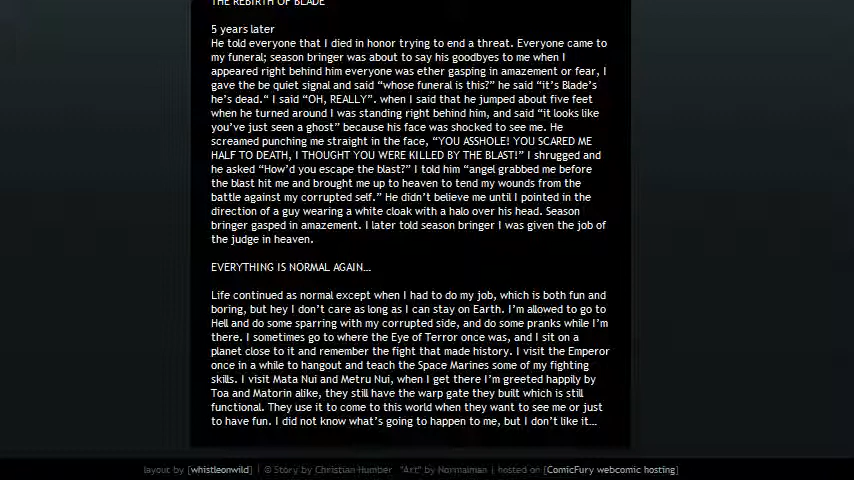 THE REBIRTH OF BLADE
5 years later
He told everyone that I died in honor trying to end a threat. Everyone came to
my funeral; season bringer was about to say his goodbyes to me when I
appeared right behind him everyone was ether gasping in amazement or fear, I
gave the be quiet signal and said “whose funeral is this?” he said “it’s Blade’s
he’s dead.“ I said “OH, REALLY”. when I said that he jumped about five feet
when he turned around I was standing right behind him, and said “it looks like
you’ve just seen a ghost” because his face was shocked to see me. He
screamed punching me straight in the face, “YOU ASSHOLE! YOU SCARED ME
HALF TO DEATH, I THOUGHT YOU WERE KILLED BY THE BLAST!” I shrugged and
he asked “How’d you escape the blast?” I told him “angel grabbed me before
the blast hit me and brought me up to heaven to tend my wounds from the
battle against my corrupted self.” He didn’t believe me until I pointed in the
direction of a guy wearing a white cloak with a halo over his head. Season
bringer gasped in amazement. I later told season bringer I was given the job of
the judge in heaven.
EVERYTHING IS NORMAL AGAIN…
Life continued as normal except when I had to do my job, which is both fun and
boring, but hey I don’t care as long as I can stay on Earth. I’m allowed to go to
Hell and do some sparring with my corrupted side, and do some pranks while I’m
there. I sometimes go to where the Eye of Terror once was, and I sit on a
planet close to it and remember the fight that made history. I visit the Emperor
once in a while to hangout and teach the Space Marines some of my fighting
skills. I visit Mata Nui and Metru Nui, when I get there I’m greeted happily by
Toa and Matorin alike, they still have the warp gate they built which is still
functional. They use it to come to this world when they want to see me or just
to have fun. I did not know what’s going to happen to me, but I don’t like it…
layout by [whistleonwild] | © Story by Christian Humber "Art" by Normalman | hosted on [ComicFury webcomic hosting]